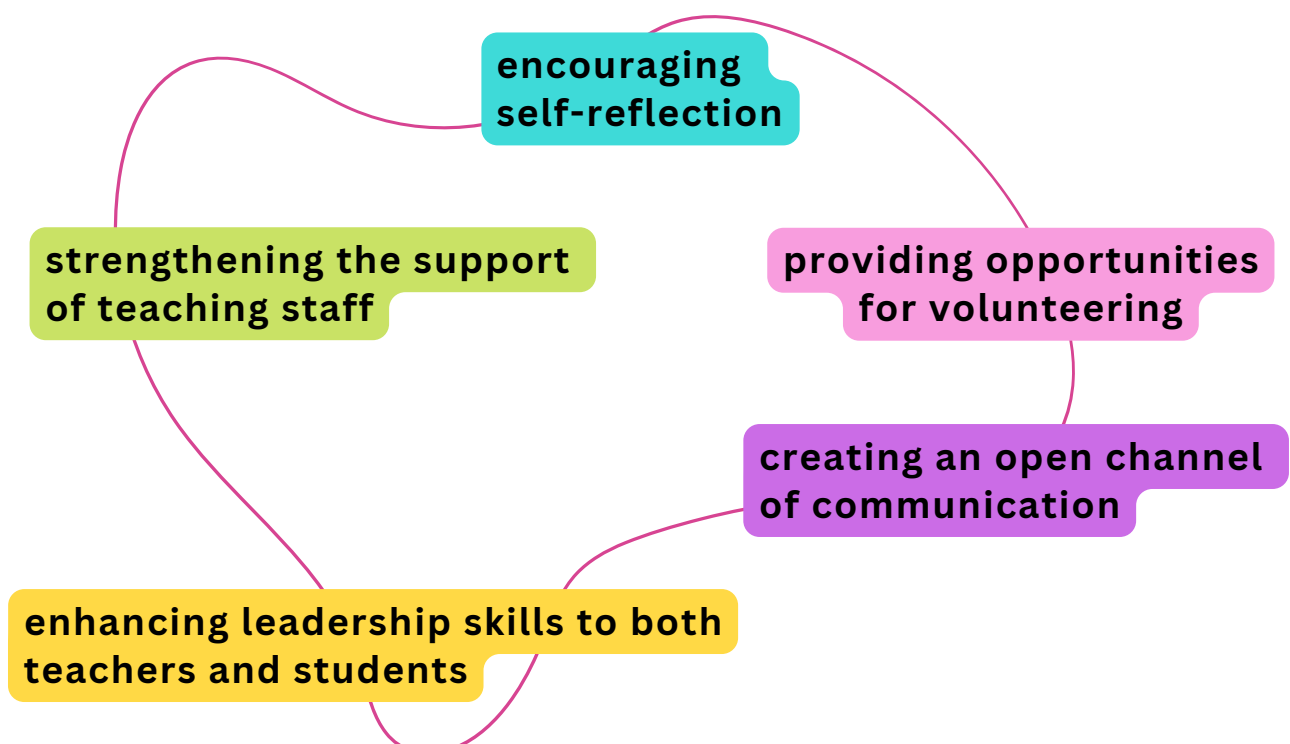 encouraging
self-reflection
strengthening the support
of teaching staff
providing opportunities
for volunteering
creating an open channel
of communication
enhancing leadership skills to both
teachers and students